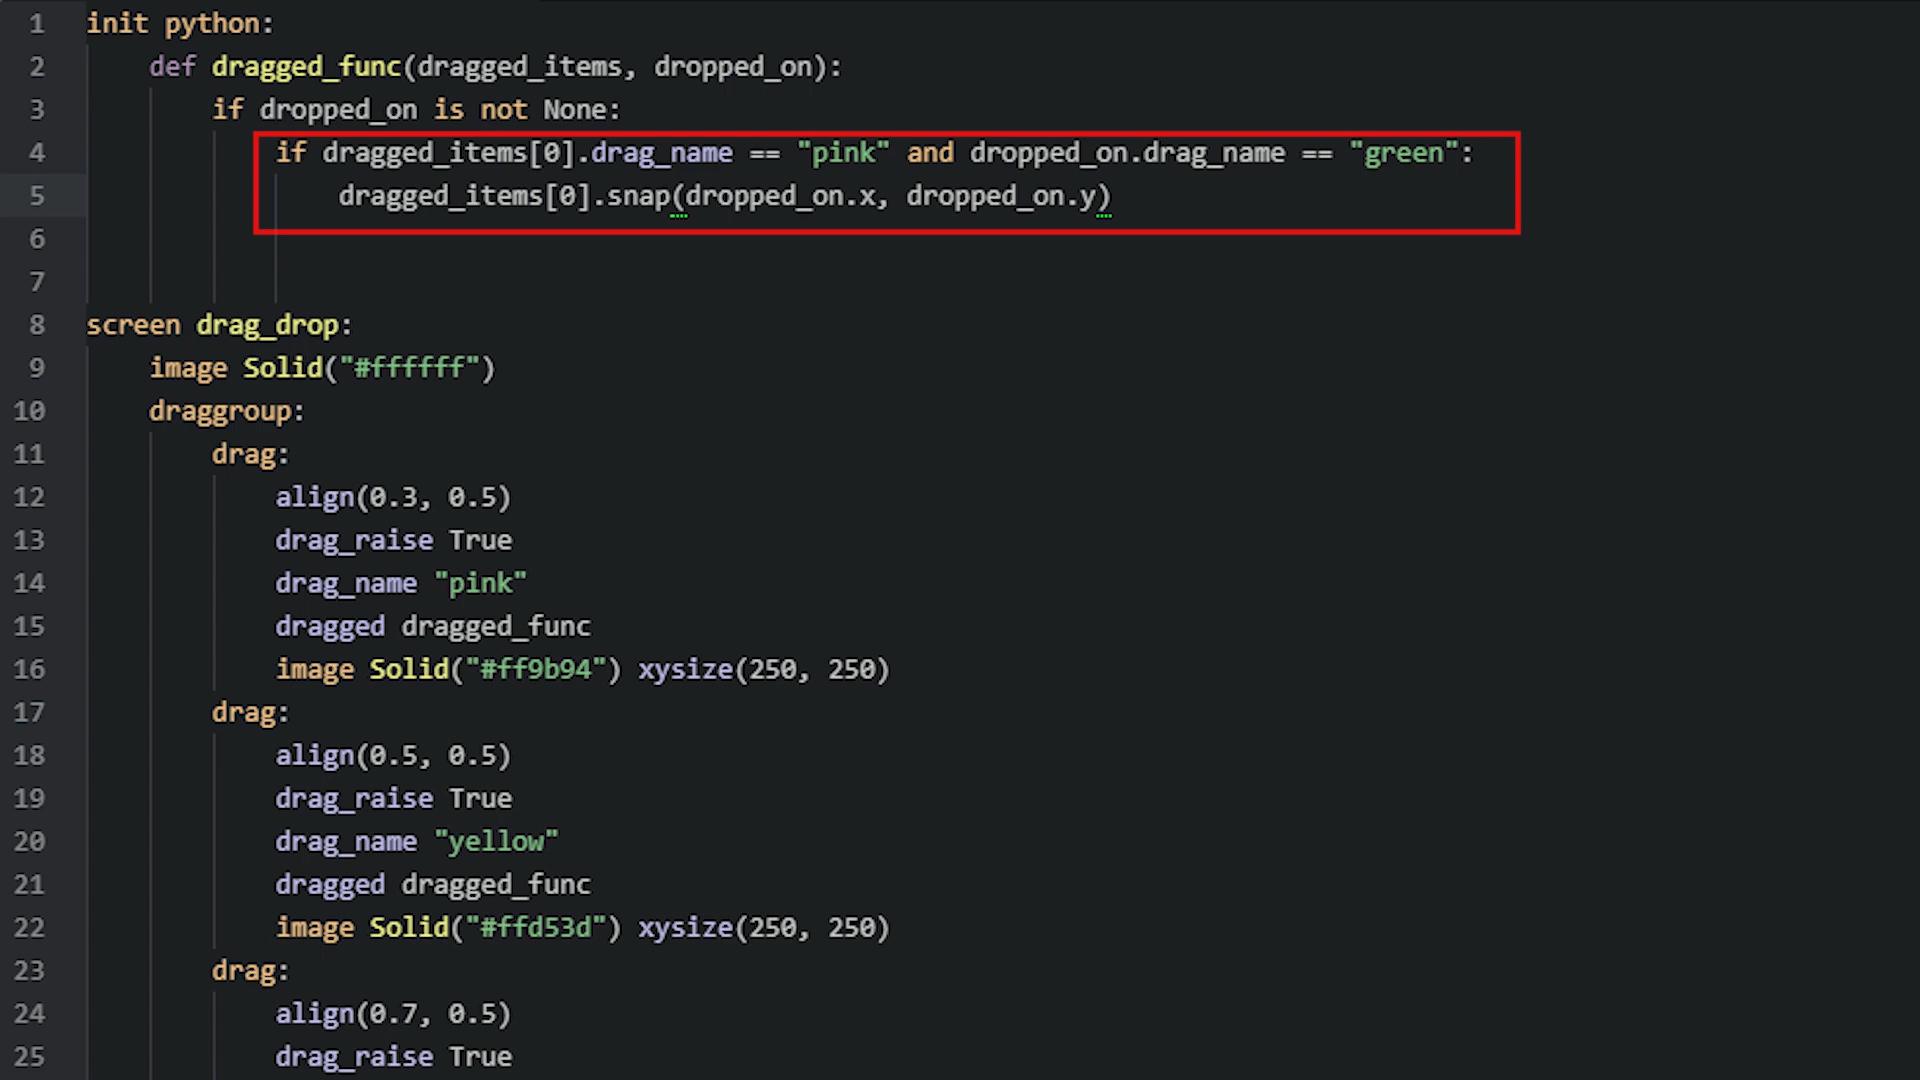 1 init python:
2 def dragged_func(dragged_items, dropped_on):
3 if dropped_on is not None:
4 if dragged_items[0].drag_name == "pink" and dropped_on.drag_name == "green":
5 dragged_items[0].snap(dropped_on.x, dropped_on.y)
6
7
8 screen drag_drop:
9 image Solid("#ffffff")
10 draggroup:
11 drag:
12 align(0.3, 0.5)
13 drag_raise True
14 drag_name "pink"
15 dragged dragged_func
16 image Solid("#ff9b94") xysize(250, 250)
17 drag:
18 align(0.5, 0.5)
19 drag_raise True
20 drag_name "yellow"
21 dragged dragged_func
22 image Solid("#ffd53d") xysize(250, 250)
23 drag:
24 align(0.7, 0.5)
25 drag_raise True